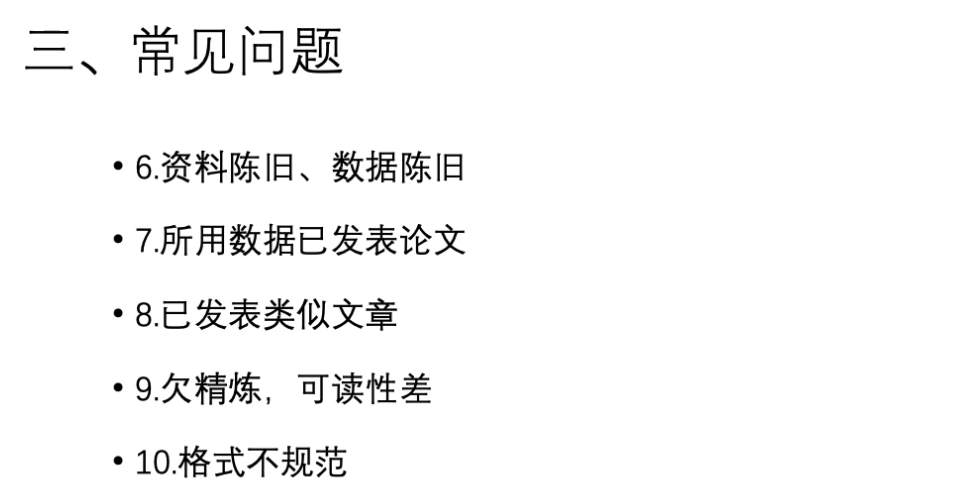 三、常见问题
• 6.资料陈旧、数据陈旧
• 7.所用数据已发表论文
• 8.已发表类似文章
• 9.欠精炼，可读性差
• 10.格式不规范